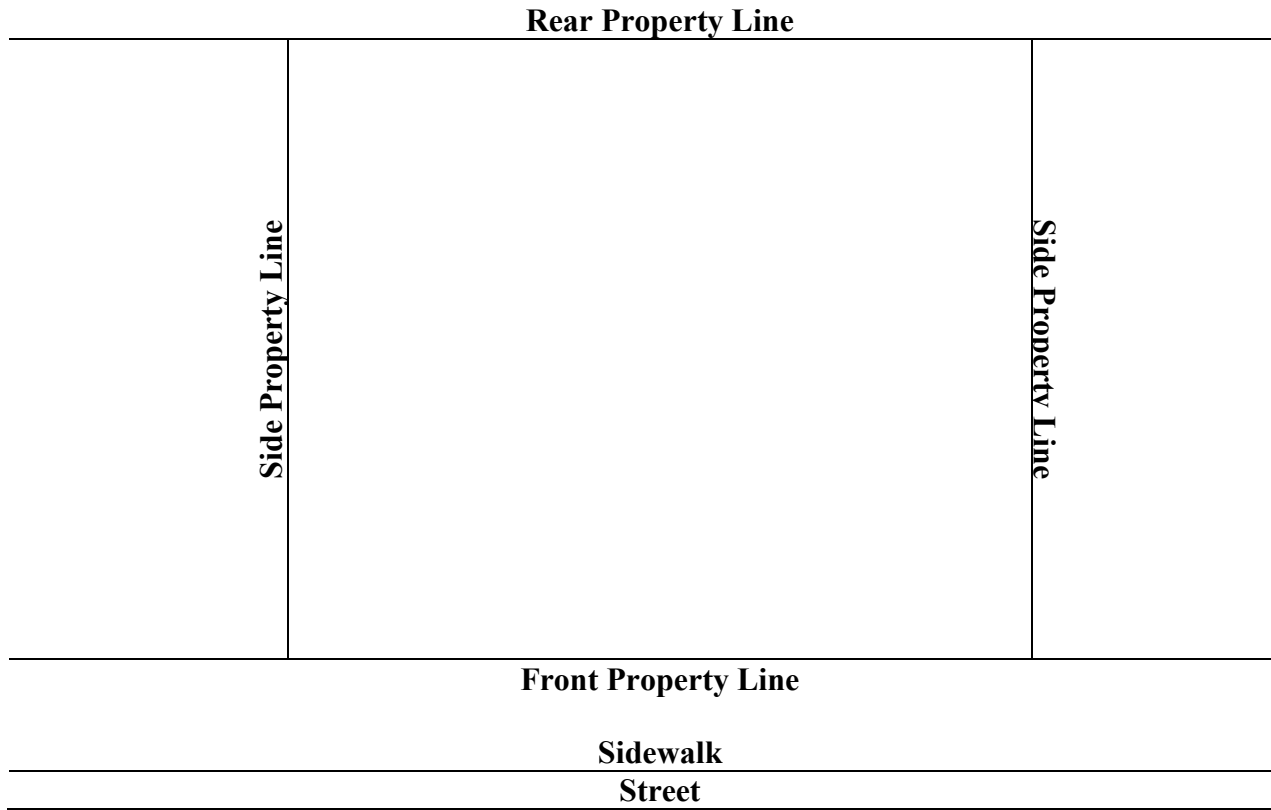 Rear Property Line
Side Property Line
Side Property Line
Front Property Line
Sidewalk
Street